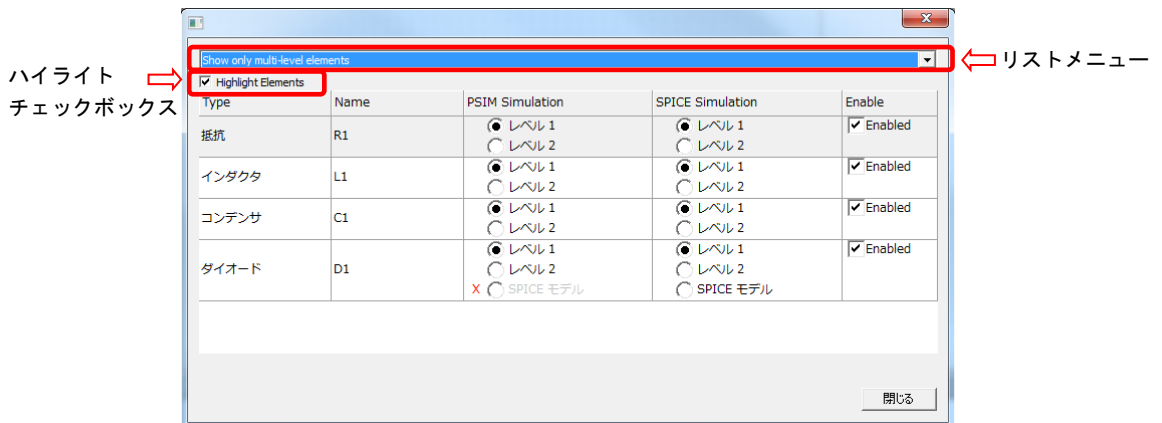 Show only multi-level elements
リストメニュー
ハイライト
チェックボックス
Highlight Elements
Type Name PSIM Simulation SPICE Simulation Enable
抵抗 R1 レベル 1 レベル 1 Enabled
レベル 2 レベル 2
インダクタ L1 レベル 1 レベル 1 Enabled
レベル 2 レベル 2
コンデンサ C1 レベル 1 レベル 1 Enabled
レベル 2 レベル 2
ダイオード D1 レベル 1 レベル 1 Enabled
レベル 2 レベル 2
X SPICE モデル SPICE モデル
閉じる